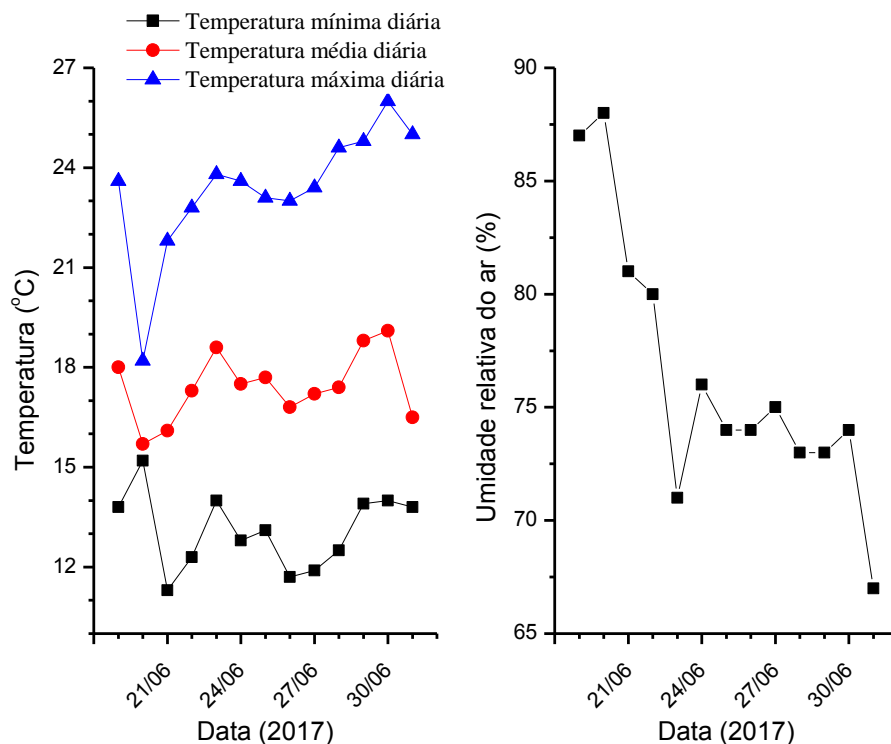 Temperatura mínima diária
Temperatura média diária
Temperatura máxima diária
27
24
21
18
15
12
Temperatura (°C)
21/06
24/06
27/06
30/06
Data (2017)
90
85
80
75
70
65
Umidade relativa do ar (%)
21/06
24/06
27/06
30/06
Data (2017)